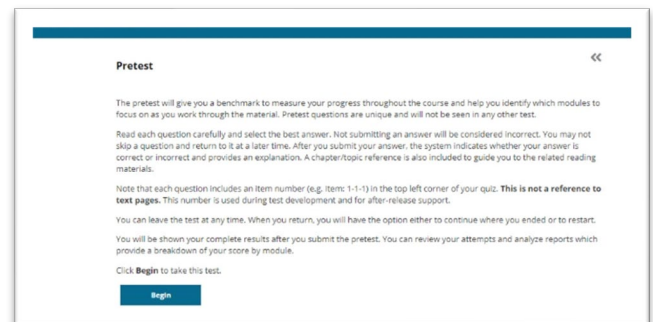 Pretest
The pretest will give you a benchmark to measure your progress throughout the course and help you identify which modules to
focus on as you work through the material. Pretest questions are unique and will not be seen in any other test.
Read each question carefully and select the best answer. Not submitting an answer will be considered incorrect. You may not
skip a question and return to it at a later time. After you submit your answer, the system indicates whether your answer is
correct or incorrect and provides an explanation. A chapter/topic reference is also included to guide you to the related reading
materials.
Note that each question includes an item number (e.g. item: 1-1-1) in the top left corner of your quiz. This is not a reference to
text pages. This number is used during test development and for after-release support.
You can leave the test at any time. When you return, you will have the option either to continue where you ended or to restart.
You will be shown your complete results after you submit the pretest. You can review your attempts and analyze reports which
provide a breakdown of your score by module.
Click Begin to take this test.
Begin